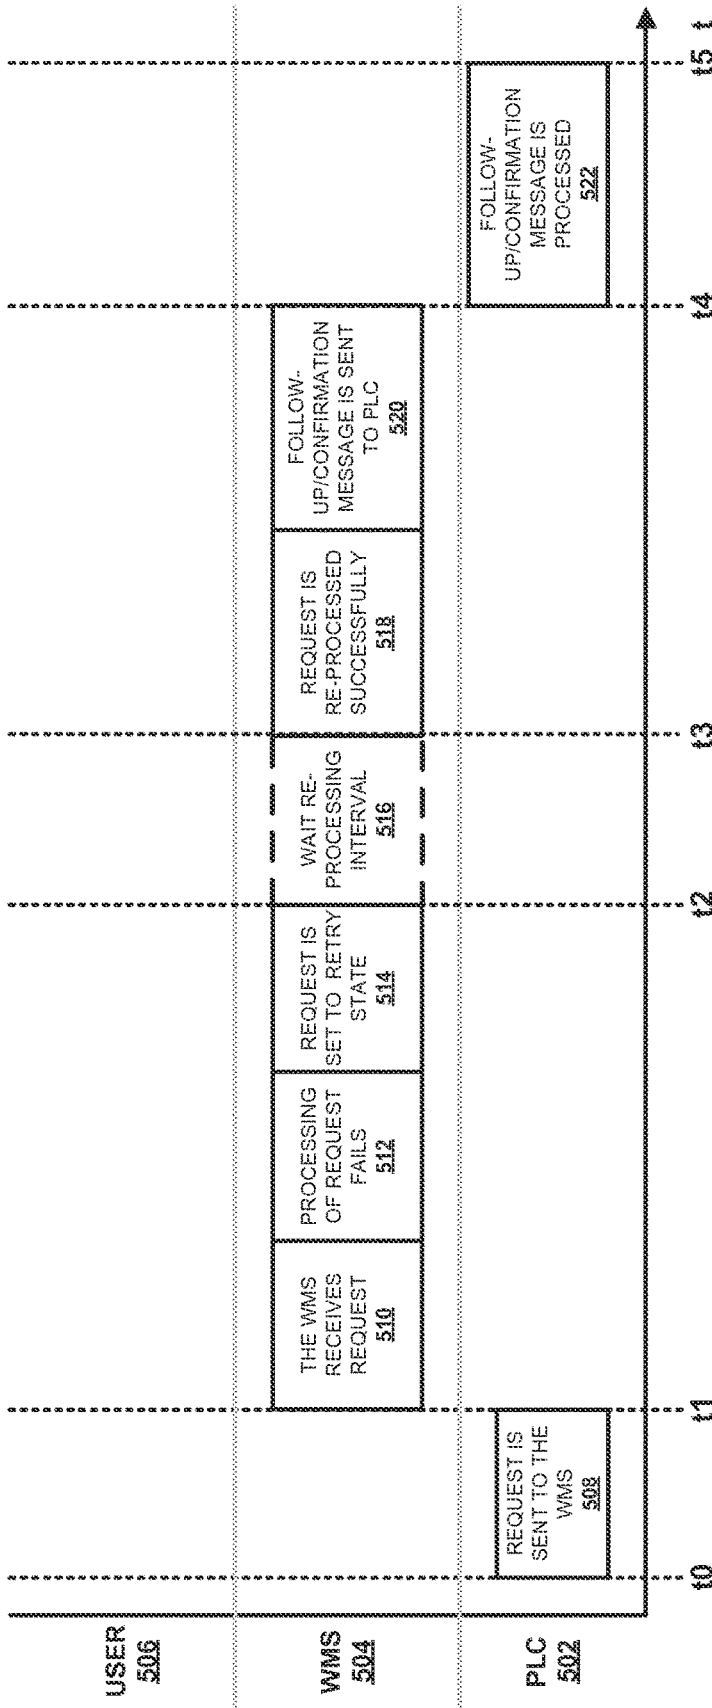 USER
506
WMS
504
PLC
502
REQUEST IS
SENT TO THE
WMS
508
THE WMS
RECEIVES
REQUEST
510
PROCESSING
OF REQUEST
FAILS
512
REQUEST IS
SET TO RETRY
STATE
514
WAIT RE-
PROCESSING
INTERVAL
516
REQUEST IS
RE-PROCESSED
SUCCESSFULLY
518
FOLLOW-
UP/CONFIRMATION
MESSAGE IS SENT
TO PLC
520
FOLLOW-
UP/CONFIRMATION
MESSAGE IS
PROCESSED
522
t0
t1
t2
t3
t4
t5
t